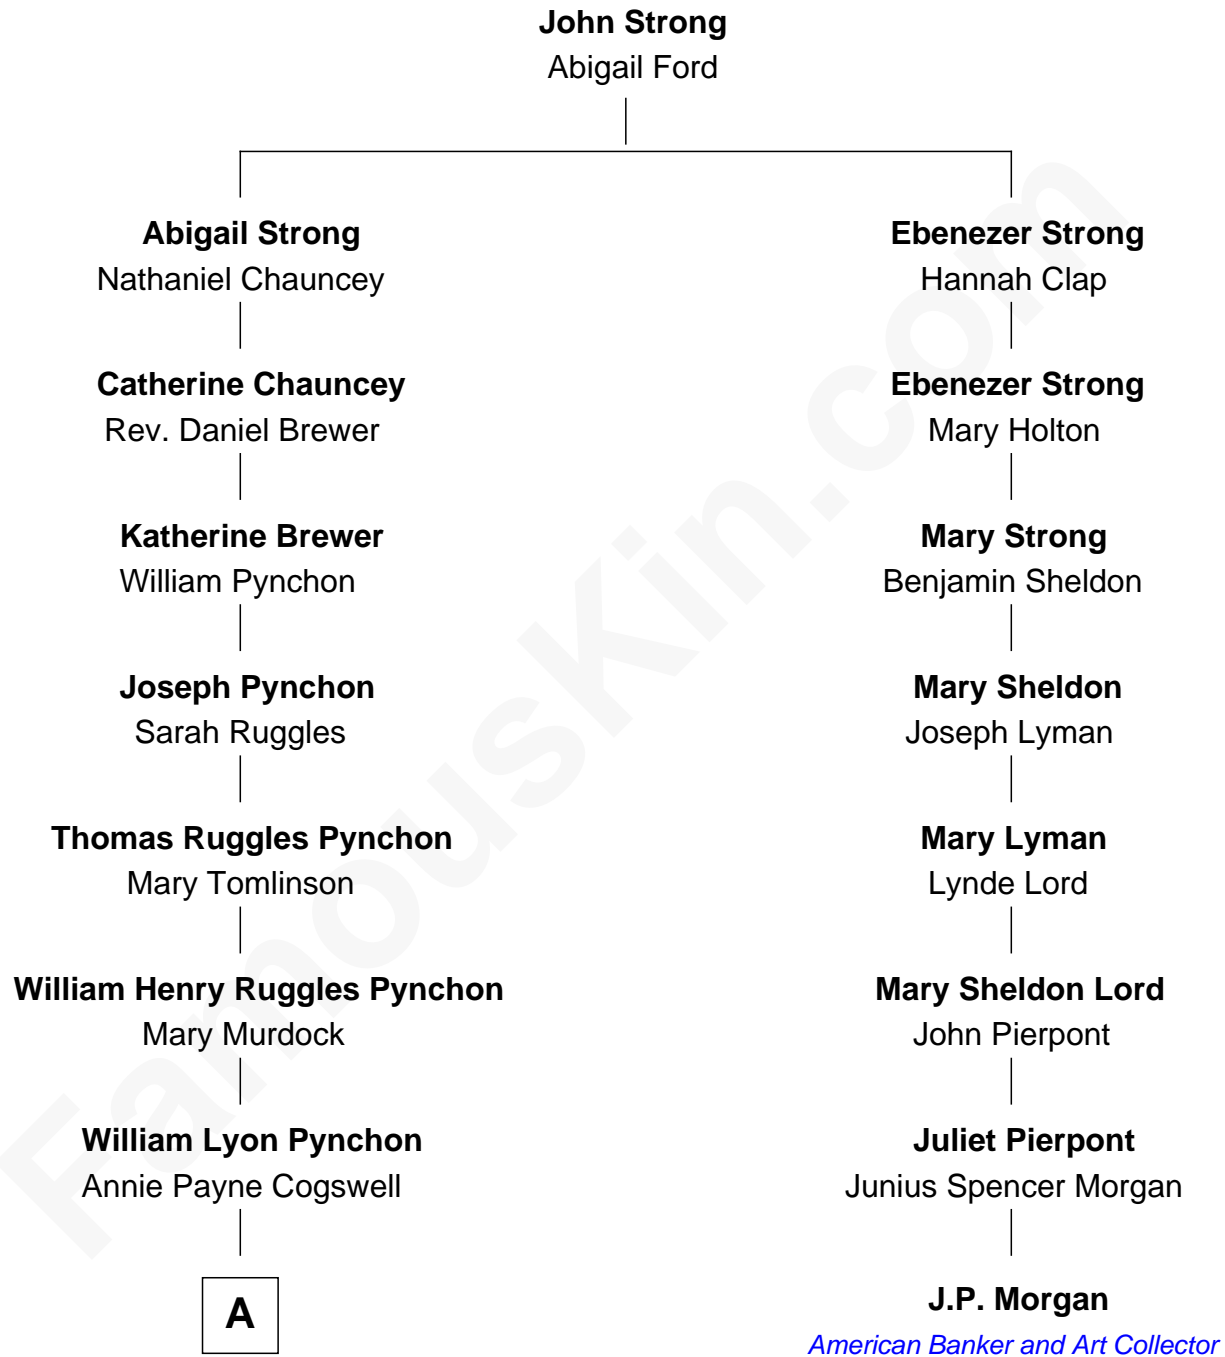 John Strong
Abigail Ford
Abigail Strong
Nathaniel Chauncey
Ebenezer Strong
Hannah Clap
Catherine Chauncey
Rev. Daniel Brewer
Ebenezer Strong
Mary Holton
Katherine Brewer
William Pynchon
Mary Strong
Benjamin Sheldon
Joseph Pynchon
Sarah Ruggles
Mary Sheldon
Joseph Lyman
Thomas Ruggles Pynchon
Mary Tomlinson
Mary Lyman
Lynde Lord
William Henry Ruggles Pynchon
Mary Murdock
Mary Sheldon Lord
John Pierpont
William Lyon Pynchon
Annie Payne Cogswell
Juliet Pierpont
Junius Spencer Morgan
A
J.P. Morgan
American Banker and Art Collector
FamousKin.com